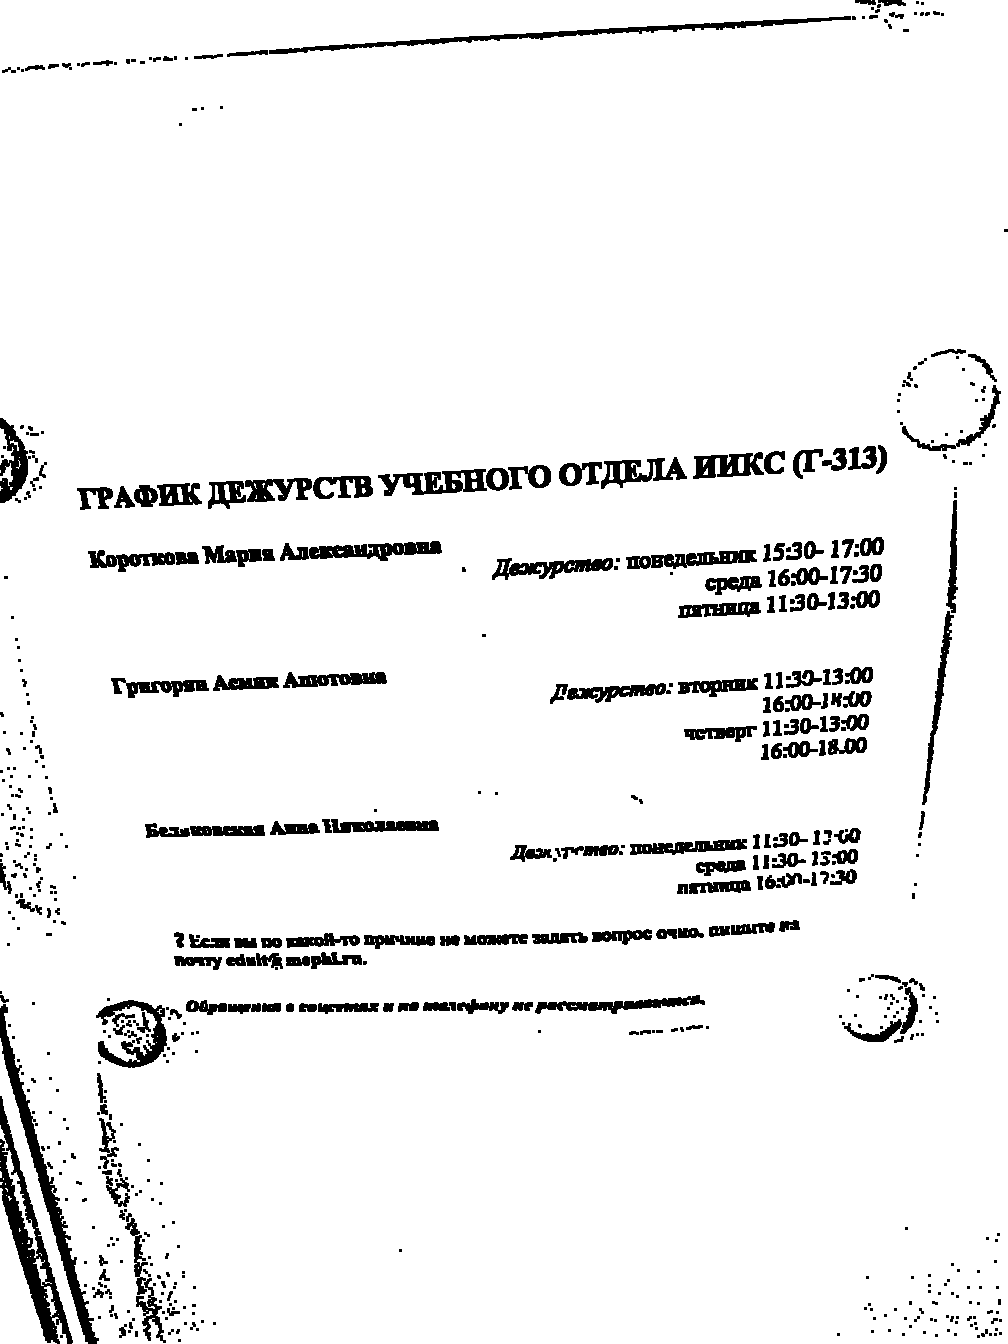 ГРАФИК ДЕЖУРСТВ УЧЕБНОГО ОТДЕЛА ИИКС (Г-313)
Короткова Мария Александровна
Дежурство: понедельник 15:30- 17:00
среда 16:00-17:30
пятница 11:30-13:00
Григорян Асмик Ашотовна
Дежурство: вторник 11:30-13:00
16:00-18:00
четверг 11:30-13:00
16:00-18.00
Беляковская Анна Николаевна
Дежурство: понедельник 11:30- 13:00
среда 11:30- 13:00
пятница 16:00-17:30
? Если вы по какой-то причине не можете задать вопрос очно, пишите на
почту mephi.ru.
Обращения в соцсетях и по телефону не рассматриваются.